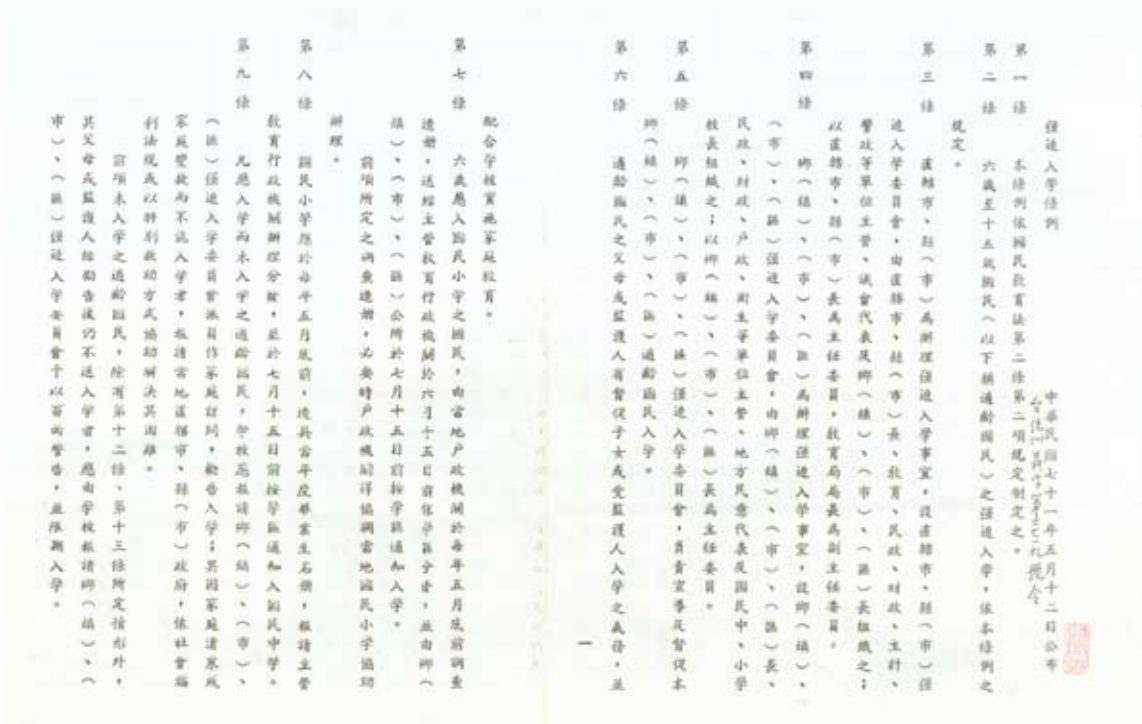 強迫入學條例
中華民國七十一年五月十二日公布
第一條　本條例依國民教育法第二條第二項規定制定之。
第二條　六歲至十五歲國民（以下稱適齡國民）之強迫入學，依本條例之
規定。
第三條　直轄市、縣（市）為辦理強迫入學事宜，設直轄市、縣（市）強
迫入學委員會，由直轄市、縣（市）長、教育、民政、財政、主計、
警政等單位主管、議會代表及鄉（鎮）、（市）、（區）長組織之；
以直轄市、縣（市）長為主任委員，教育局局長為副主任委員。
第四條　鄉（鎮）、（市）、（區）為辦理強迫入學事宜，設鄉（鎮）、
（市）、（區）強迫入學委員會，由鄉（鎮）、（市）、（區）長、
民政、財政、戶政、衛生等單位主管、地方民意代表及國民中、小學
校長組織之；以鄉（鎮）、（市）、（區）長為主任委員。
第五條　鄉（鎮）、（市）、（區）強迫入學委員會，負責宣導及督促本
鄉（鎮）、（市）、（區）適齡國民入學。
第六條　適齡國民之父母或監護人有督促子女或受監護人入學之義務，並
一
配合學校實施家庭教育。
第七條　六歲應入國民小學之國民，由當地戶政機關於每年五月底前調查
造冊，送經主管教育行政機關於六月十五日前依學區分發，並由鄉（
鎮）、（市）、（區）公所於七月十五日前按學區通知入學。
前項所定之調查造冊，必要時戶政機關得協調當地國民小學協助
辦理。
第八條　國民小學應於每年五月底前，造具當年度畢業生名冊，報請主管
教育行政機關辦理分發，並於七月十五日前按學區通知入國民中學。
第九條　凡應入學而未入學之適齡國民，學校應報請鄉（鎮）、（市）、
（區）強迫入學委員會派員作家庭訪問，勸告入學；其因家庭清寒或
家庭變故而不能入學者，報請當地直轄市、縣（市）政府，依社會福
利法規或以特別救助方式協助解決其困難。
前項未入學之適齡國民，除有第十二條、第十三條所定情形外，
其父母或監護人經勸告後仍不送入學者，應由學校報請鄉（鎮）、（
市）、（區）強迫入學委員會予以書面警告，並限期入學。